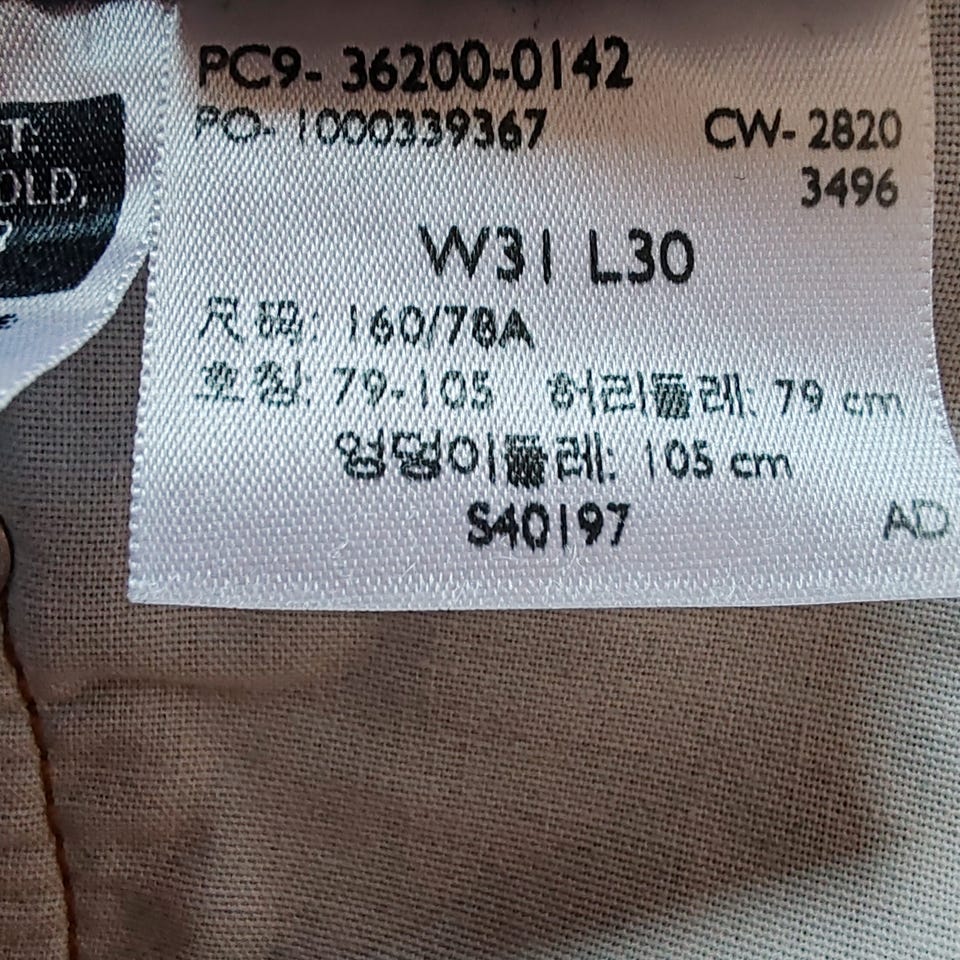 PC9- 36200-0142
PO- 1000339367 CW- 2820
3496
W31 L30
尺码: 160/78A
호칭: 79-105 허리둘레: 79 cm
엉덩이둘레: 105 cm
S40197 AD
T.
OLD,